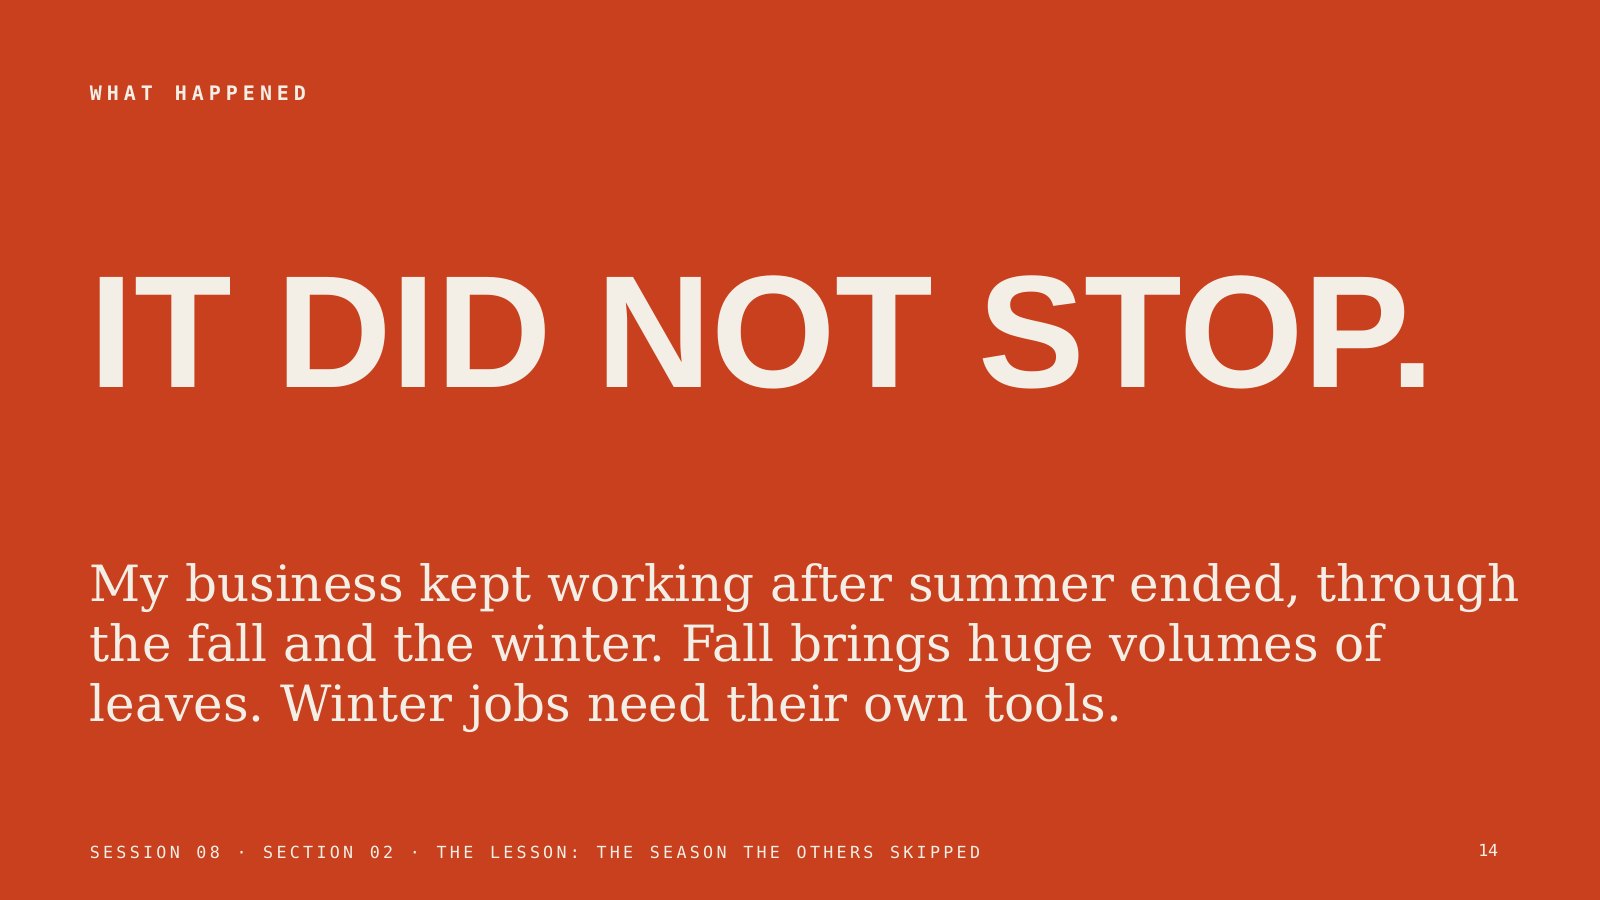 WHAT HAPPENED
IT DID NOT STOP.
My business kept working after summer ended, through
the fall and the winter. Fall brings huge volumes of
leaves. Winter jobs need their own tools.
SESSION 08 · SECTION 02 · THE LESSON: THE SEASON THE OTHERS SKIPPED
14